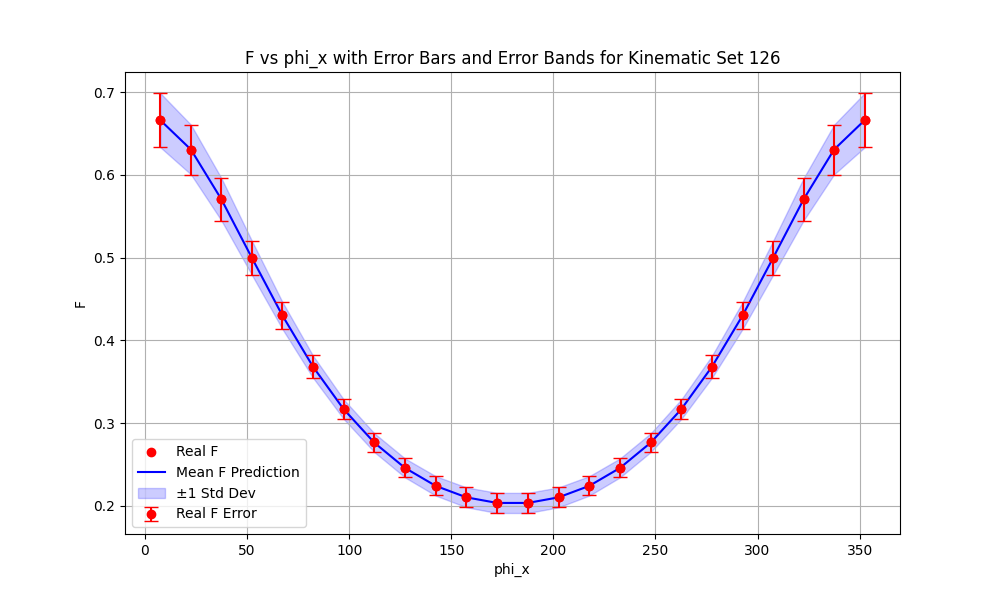 F vs phi_x with Error Bars and Error Bands for Kinematic Set 126
F
0.7
0.6
0.5
0.4
0.3
0.2
Real F
Mean F Prediction
±1 Std Dev
Real F Error
0 50 100 150 200 250 300 350
phi_x